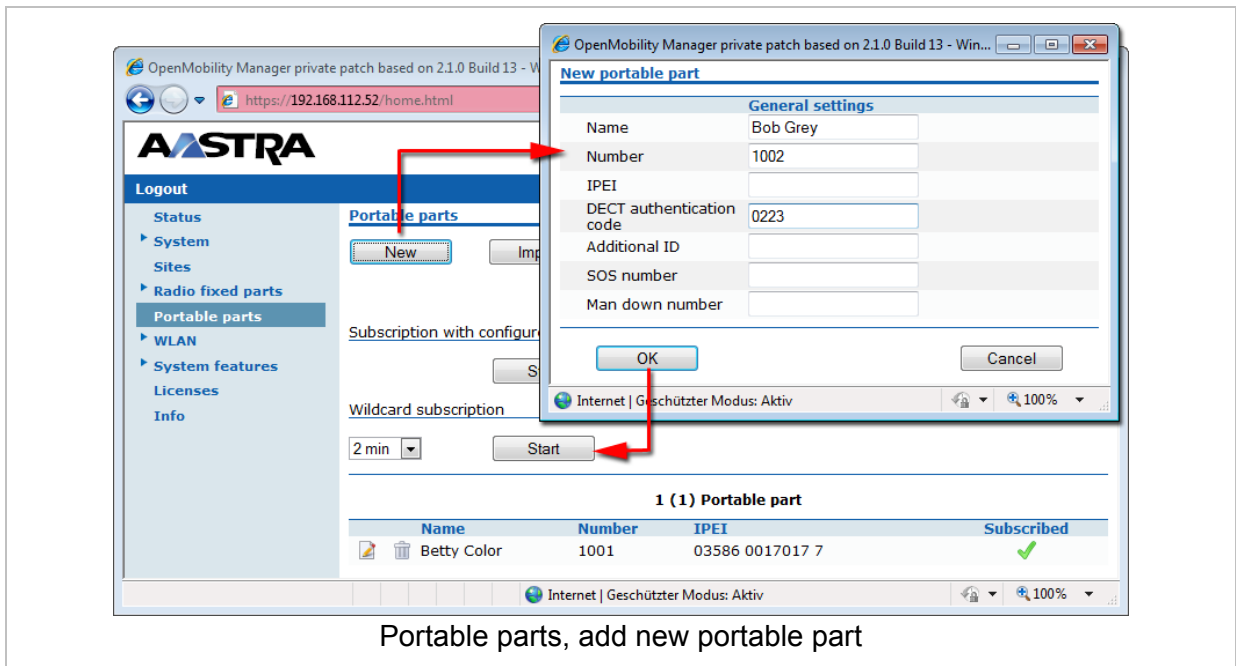 OpenMobility Manager private patch based on 2.1.0 Build 13 - W
https://192.168.112.52/home.html
AASTRA
Logout
Status
System
Sites
Radio fixed parts
Portable parts
WLAN
System features
Licenses
Info
Portable parts
New
Imp
Subscription with configure
S
Wildcard subscription
2 min
Start
OpenMobility Manager private patch based on 2.1.0 Build 13 - Win...
New portable part
General settings
Name Bob Grey
Number 1002
IPEI
DECT authentication
code 0223
Additional ID
SOS number
Man down number
OK Cancel
Internet | Geschützter Modus: Aktiv 100%
1 (1) Portable part
Name Number IPEI Subscribed
Betty Color 1001 03586 0017017 7
Internet | Geschützter Modus: Aktiv 100%
Portable parts, add new portable part